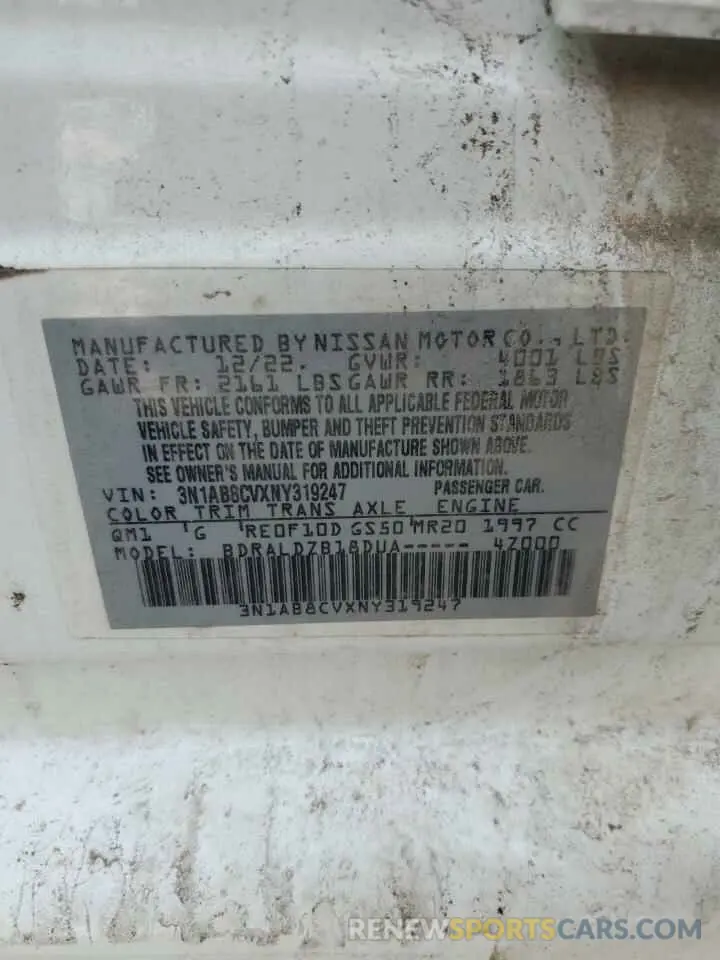 MANUFACTURED BY NISSAN MOTOR CO., LTD.
DATE: 12/22. GVWR: 4001 LBS
GAWR FR: 2161 LBS GAWR RR: 1863 LBS
THIS VEHICLE CONFORMS TO ALL APPLICABLE FEDERAL MOTOR
VEHICLE SAFETY, BUMPER AND THEFT PREVENTION STANDARDS
IN EFFECT ON THE DATE OF MANUFACTURE SHOWN ABOVE.
SEE OWNER'S MANUAL FOR ADDITIONAL INFORMATION.
VIN: 3N1AB8CVXNY319247 PASSENGER CAR.
COLOR TRIM TRANS AXLE ENGINE
QM1 G RE0F10D GS50 MR20 1997 CC
MODEL: BDRALDZB18DUA----- 4Z000
3N1AB8CVXNY319247
RENEWSPORTSCARS.COM